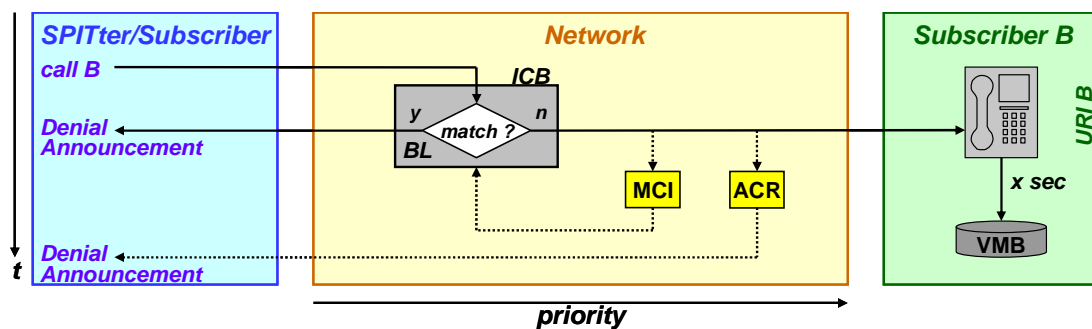 SPITter/Subscriber
Network
Subscriber B
call B
ICB
y
n
match ?
BL
Denial
Announcement
URI B
MCI
ACR
x sec
VMB
Denial
Announcement
t
priority